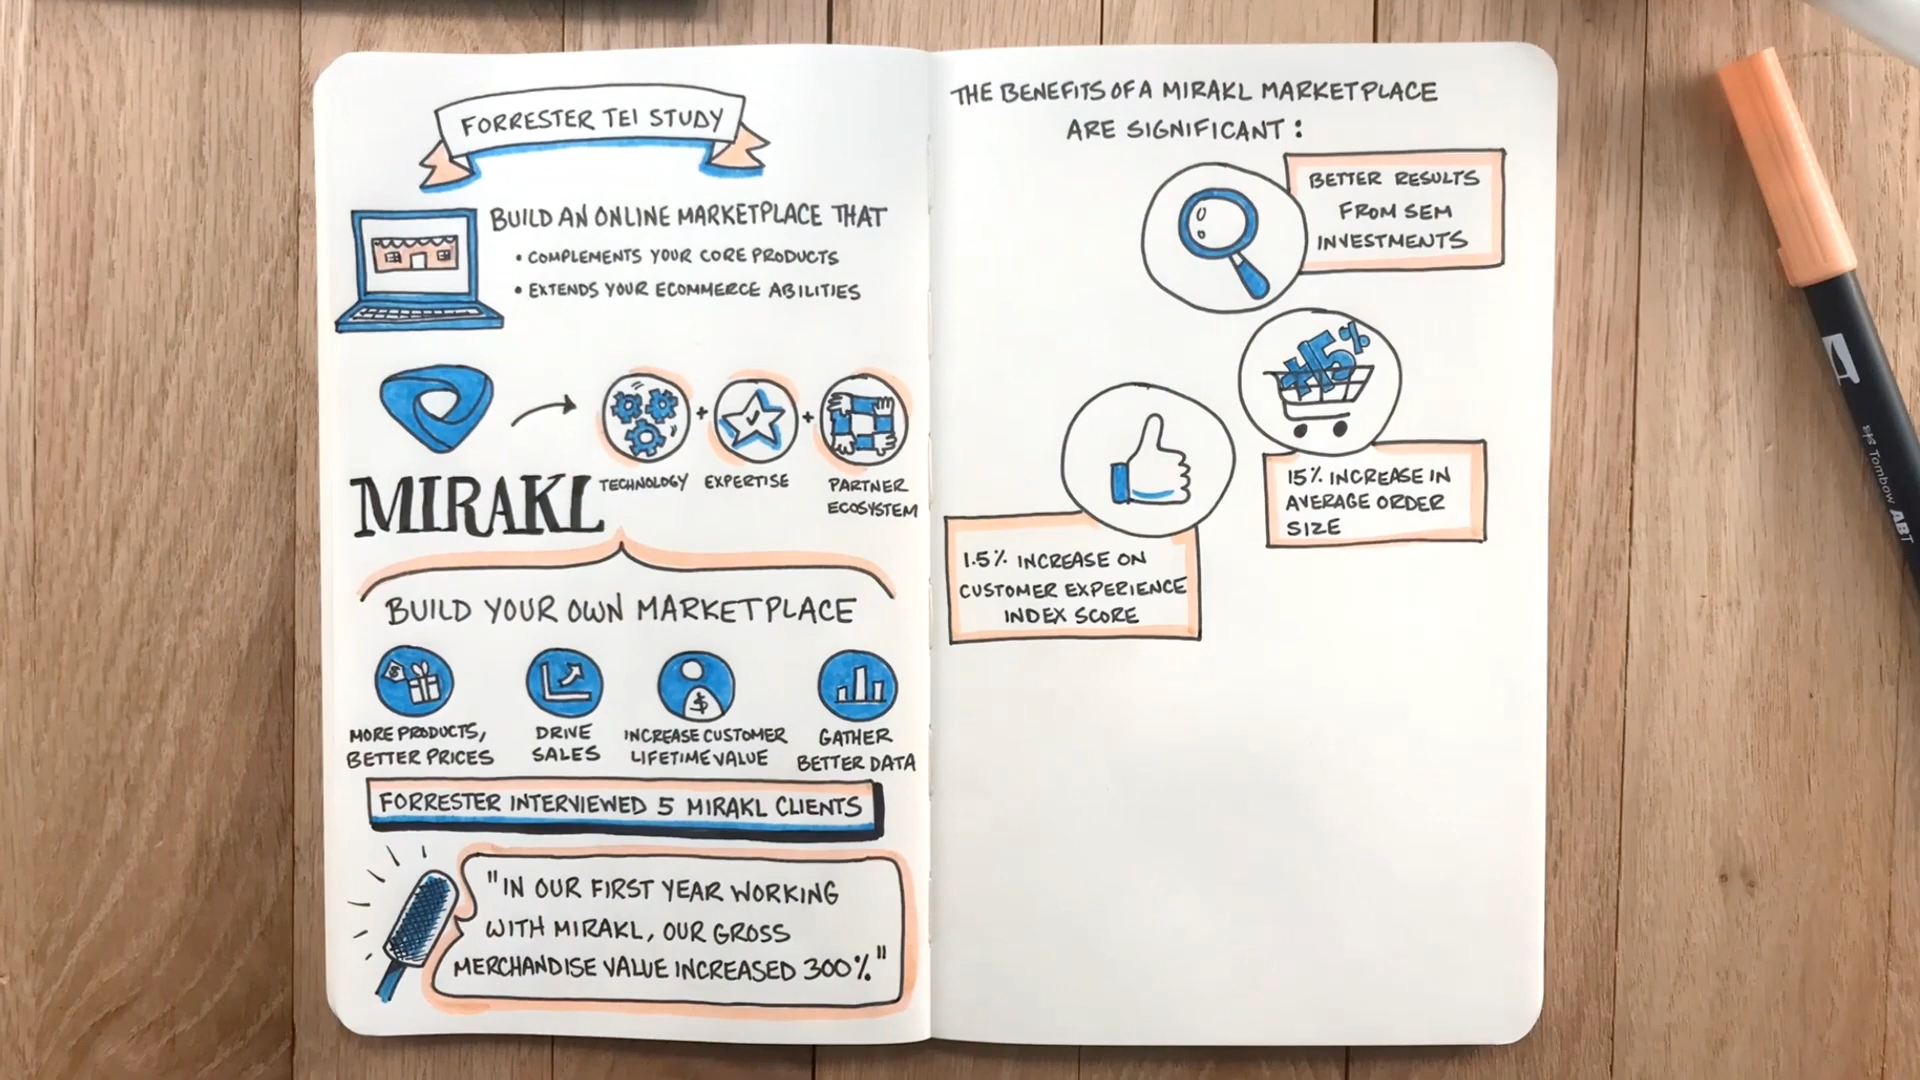 FORRESTER TEI STUDY
BUILD AN ONLINE MARKETPLACE THAT
• COMPLEMENTS YOUR CORE PRODUCTS
• EXTENDS YOUR ECOMMERCE ABILITIES
MIRAKL
TECHNOLOGY
+
EXPERTISE
+
PARTNER
ECOSYSTEM
BUILD YOUR OWN MARKETPLACE
$
MORE PRODUCTS,
BETTER PRICES
DRIVE
SALES
$
INCREASE CUSTOMER
LIFETIME VALUE
GATHER
BETTER DATA
FORRESTER INTERVIEWED 5 MIRAKL CLIENTS
"IN OUR FIRST YEAR WORKING
WITH MIRAKL, OUR GROSS
MERCHANDISE VALUE INCREASED 300%"
THE BENEFITS OF A MIRAKL MARKETPLACE
ARE SIGNIFICANT:
BETTER RESULTS
FROM SEM
INVESTMENTS
+15%
15% INCREASE IN
AVERAGE ORDER
SIZE
1.5% INCREASE ON
CUSTOMER EXPERIENCE
INDEX SCORE
Tombow ABT